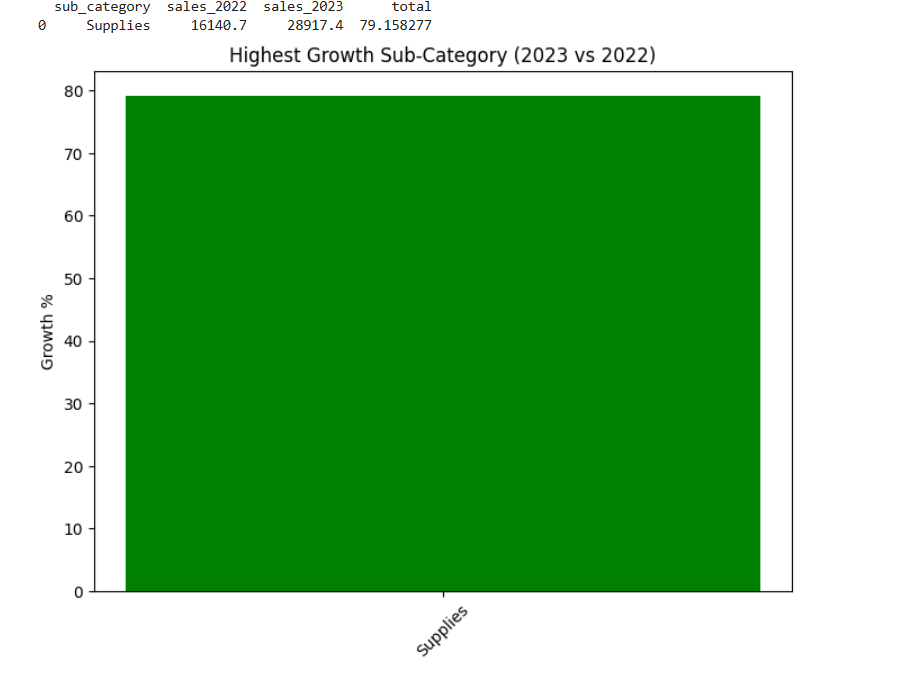 sub_category sales_2022 sales_2023 total
0 Supplies 16140.7 28917.4 79.158277
Highest Growth Sub-Category (2023 vs 2022)
80
70
60
50
40
30
20
10
0
Growth %
Supplies